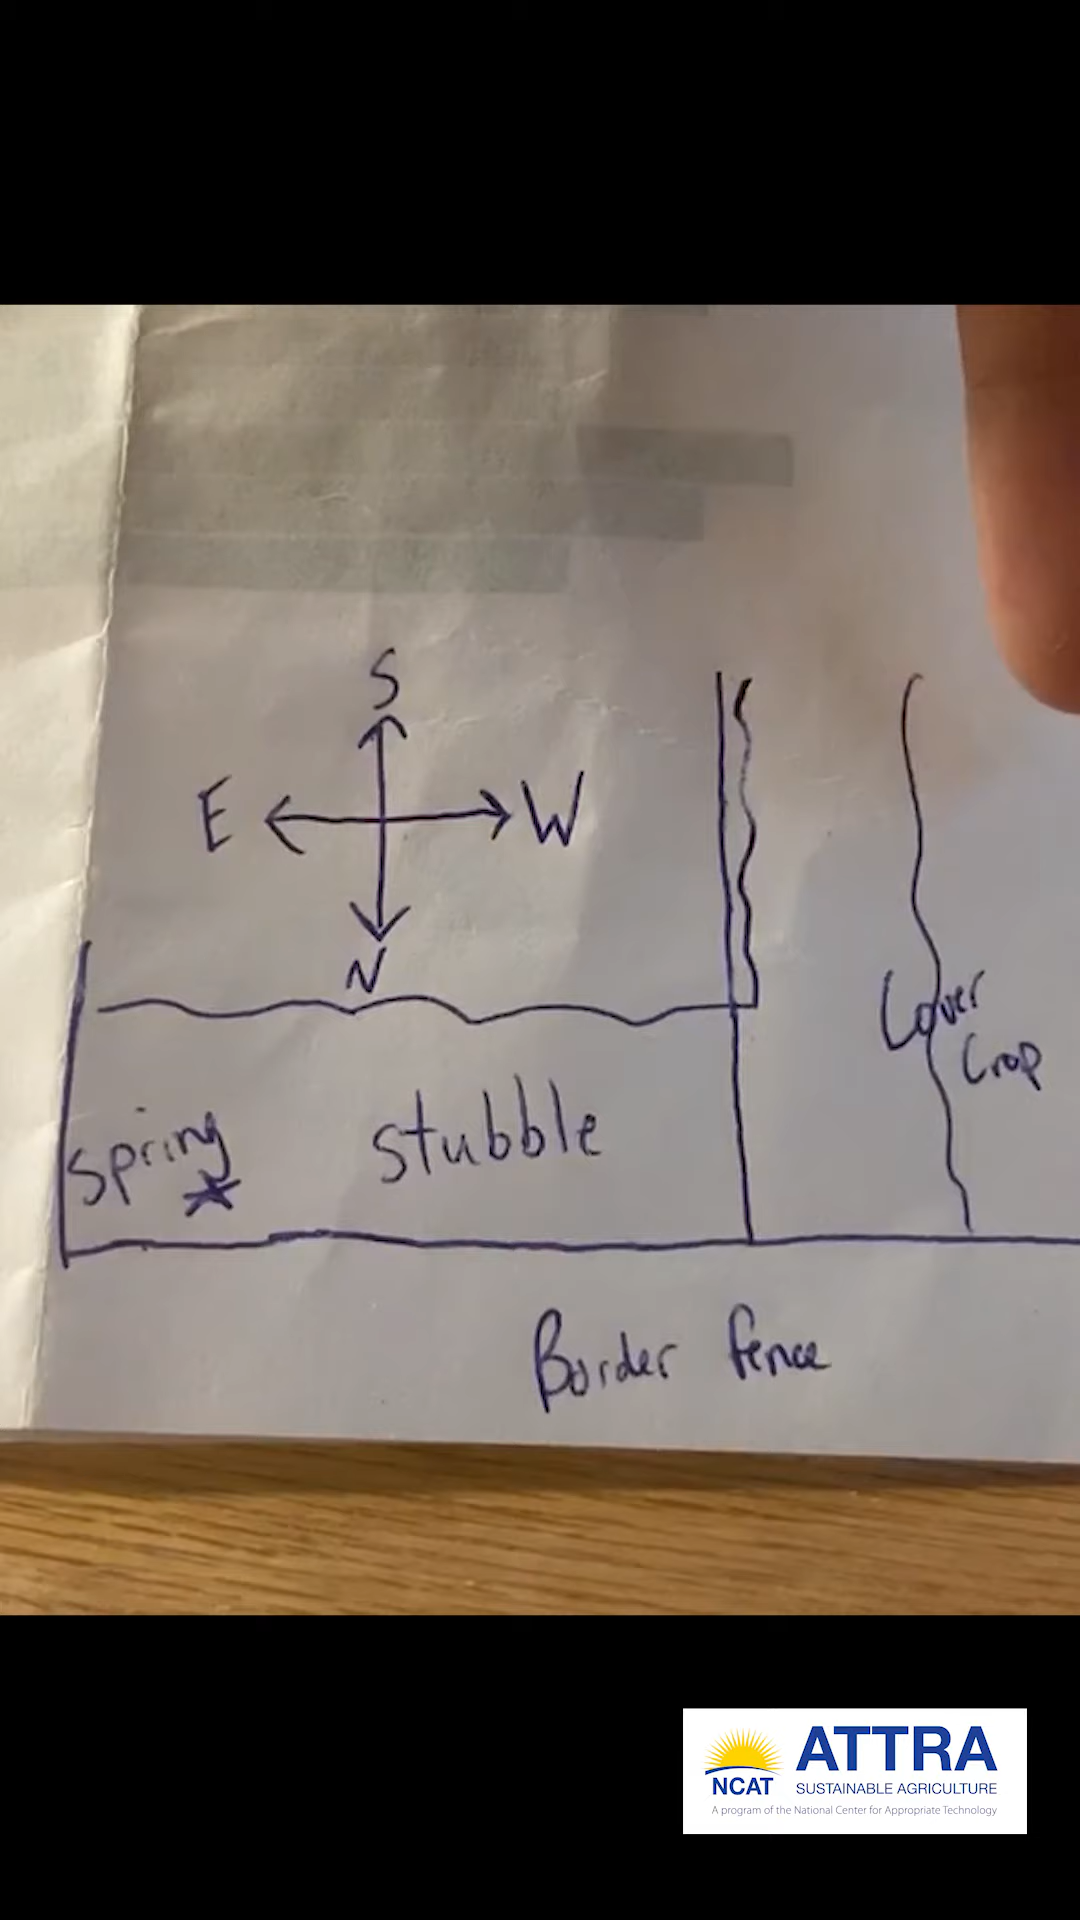 S
E
W
N
Cover
Crop
spring
stubble
Border fence
ATTRA
NCAT
SUSTAINABLE AGRICULTURE
A program of the National Center for Appropriate Technology